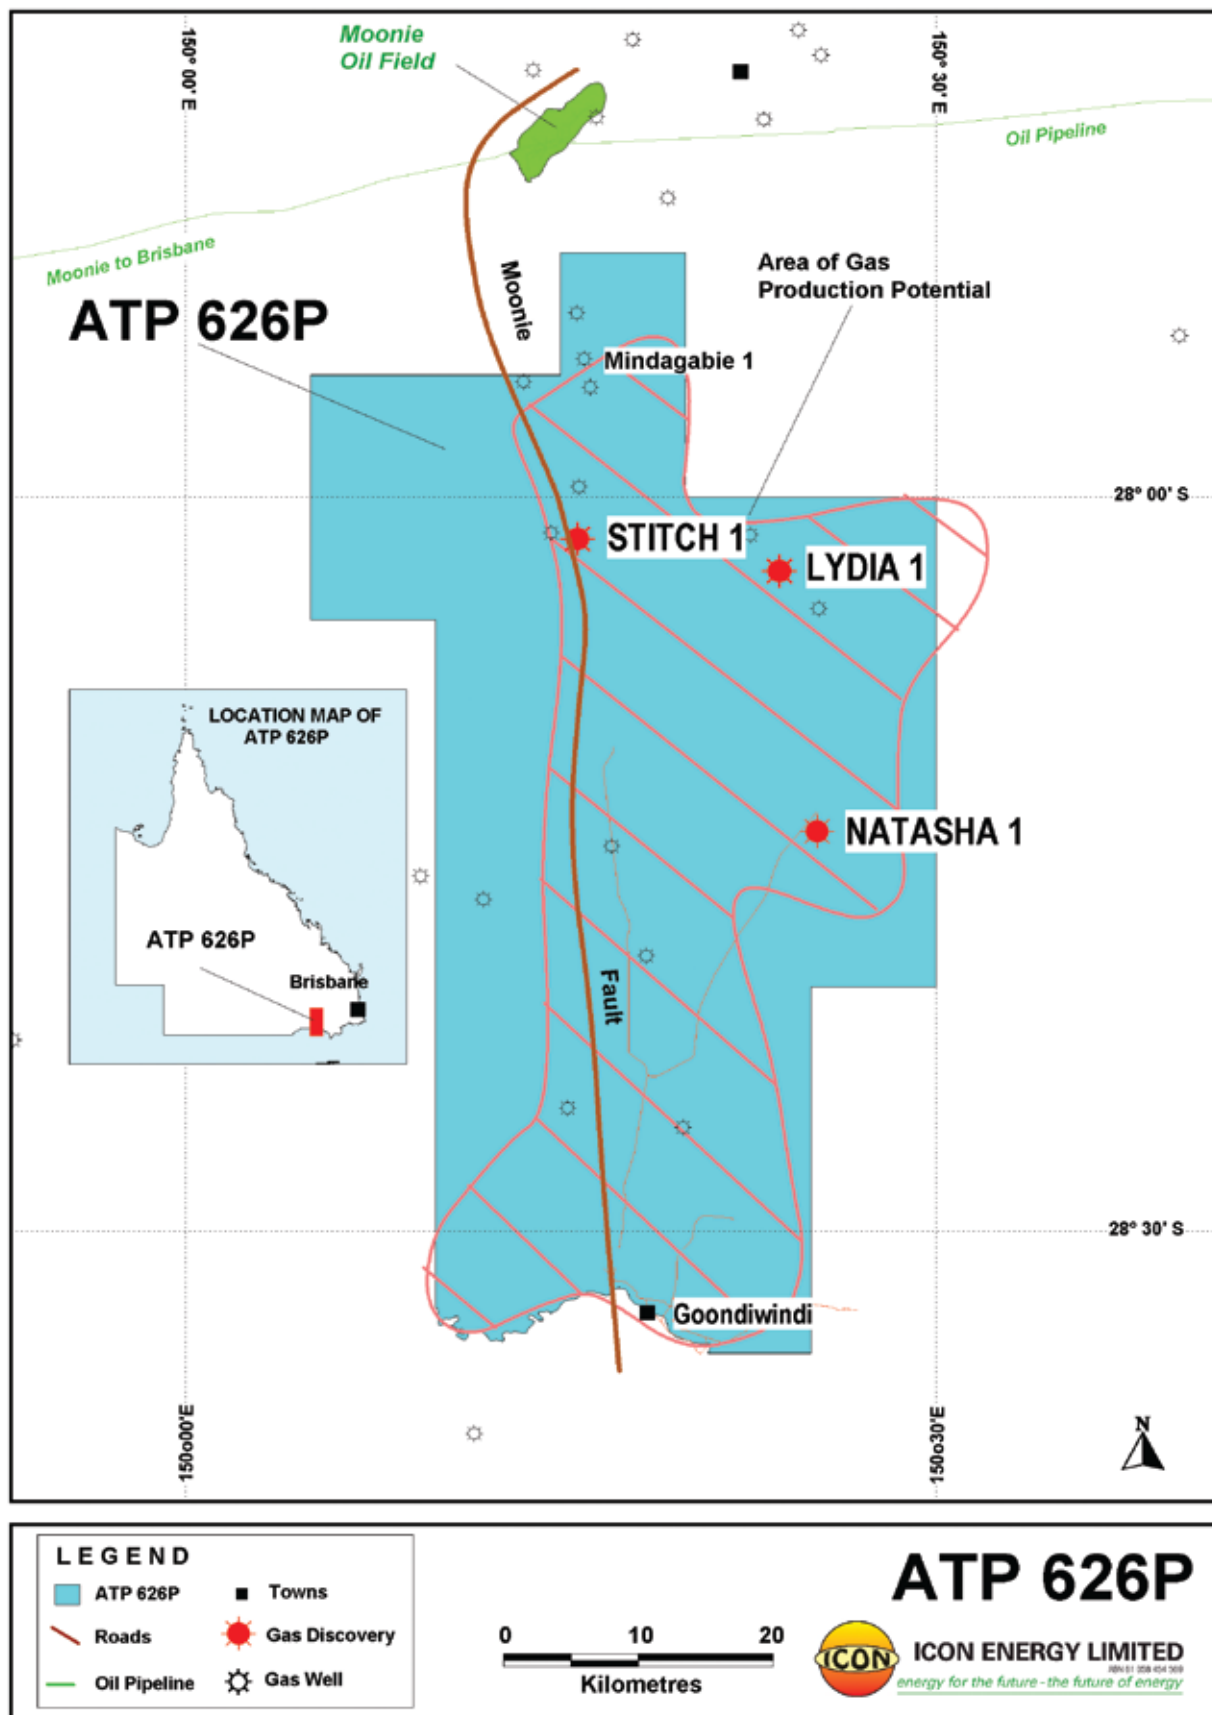 150° 00' E
Moonie
Oil Field
150° 30' E
Oil Pipeline
Moonie to Brisbane
Moonie
Area of Gas
Production Potential
ATP 626P
Mindagabie 1
28° 00' S
STITCH 1
LYDIA 1
LOCATION MAP OF
ATP 626P
NATASHA 1
ATP 626P
Brisbane
Fault
28° 30' S
Goondiwindi
150o00'E
150o30'E
N
LEGEND
ATP 626P
Towns
Roads
Gas Discovery
Oil Pipeline
Gas Well
0 10 20
Kilometres
ATP 626P
ICON
ICON ENERGY LIMITED
energy for the future - the future of energy